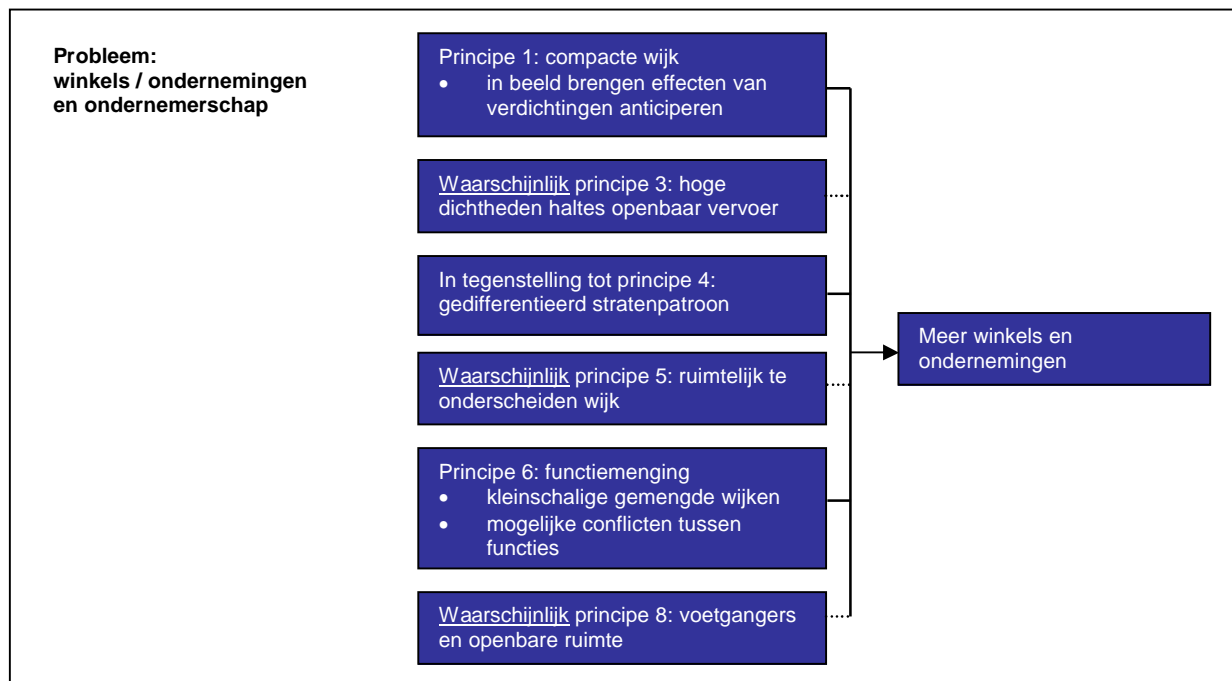 Probleem:
winkels / ondernemingen
en ondernemerschap
Principe 1: compacte wijk
• in beeld brengen effecten van
verdichtingen anticiperen
Waarschijnlijk principe 3: hoge
dichtheden haltes openbaar vervoer
In tegenstelling tot principe 4:
gedifferentieerd stratenpatroon
Waarschijnlijk principe 5: ruimtelijk te
onderscheiden wijk
Principe 6: functiemenging
• kleinschalige gemengde wijken
• mogelijke conflicten tussen
functies
Waarschijnlijk principe 8: voetgangers
en openbare ruimte
Meer winkels en
ondernemingen